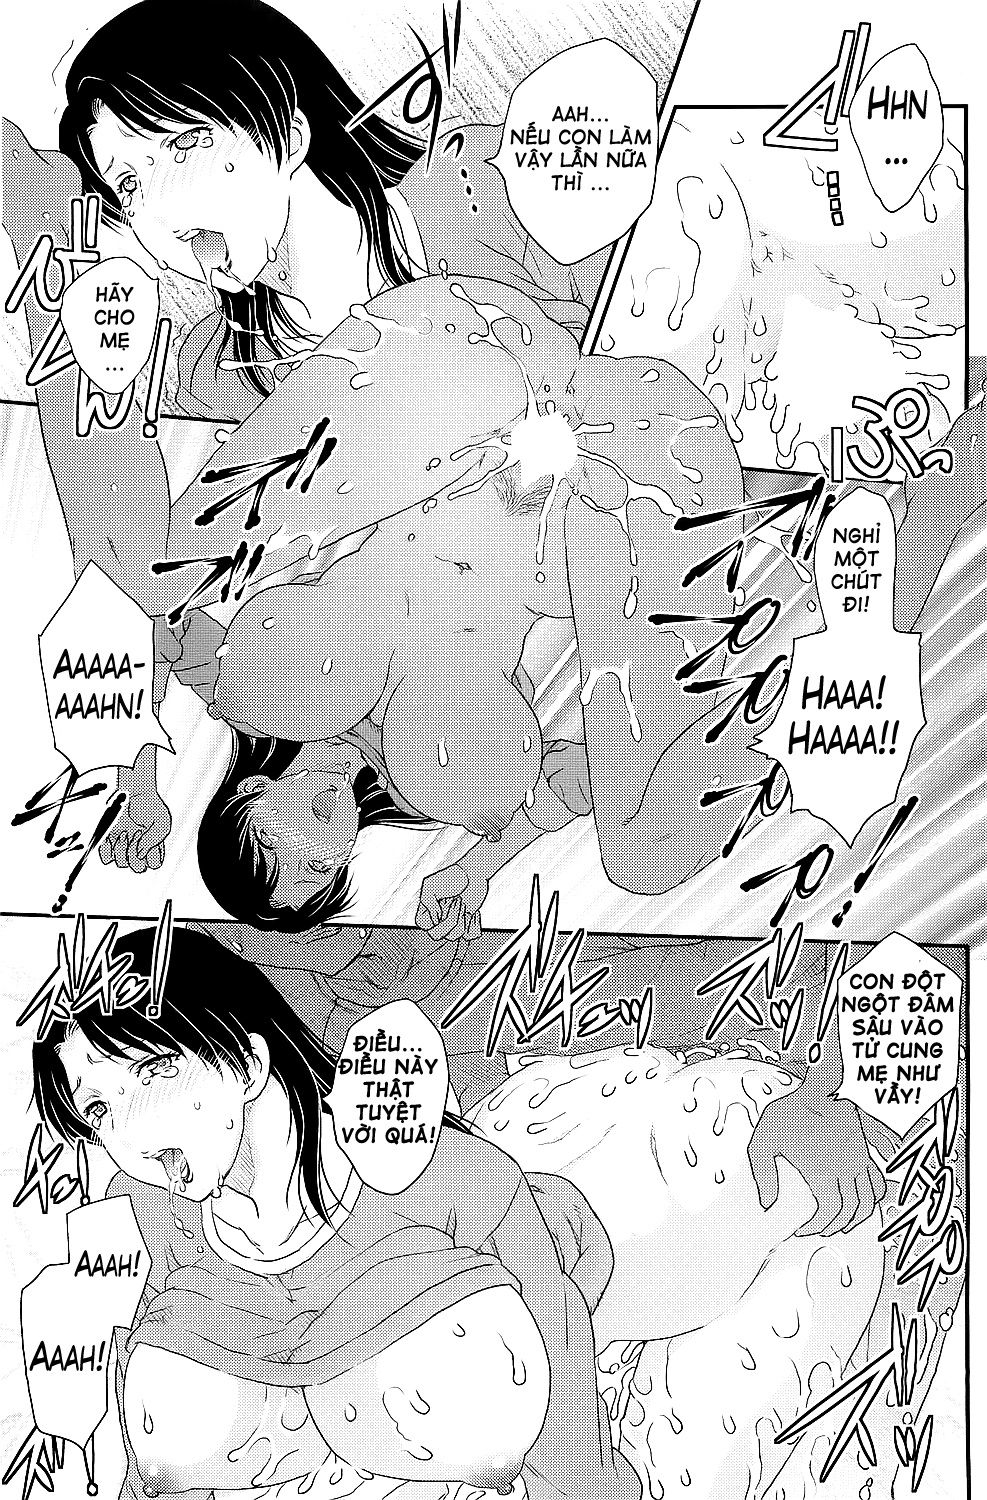 HHN
...
AAH...
NẾU CON LÀM
VẬY LẦN NỮA
THÌ ...
HÃY
CHO
MẸ
...
NGHỈ
MỘT
CHÚT
ĐI!
HAAA!
HAAAA!!
AAAAA-
AAAHN!
CON ĐỘT
NGỘT ĐÂM
SÂU VÀO
TỬ CUNG
MẸ NHƯ
VẦY!
ĐIỀU...
ĐIỀU NÀY
THẬT
TUYỆT
VỜI QUÁ!
AAAH!
AAAH!